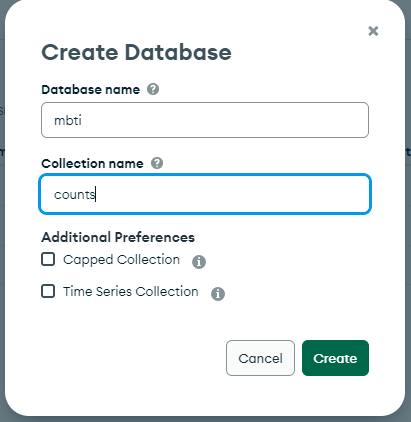 Create Database
Database name
mbti
Collection name
counts
Additional Preferences
Capped Collection
Time Series Collection
Cancel
Create